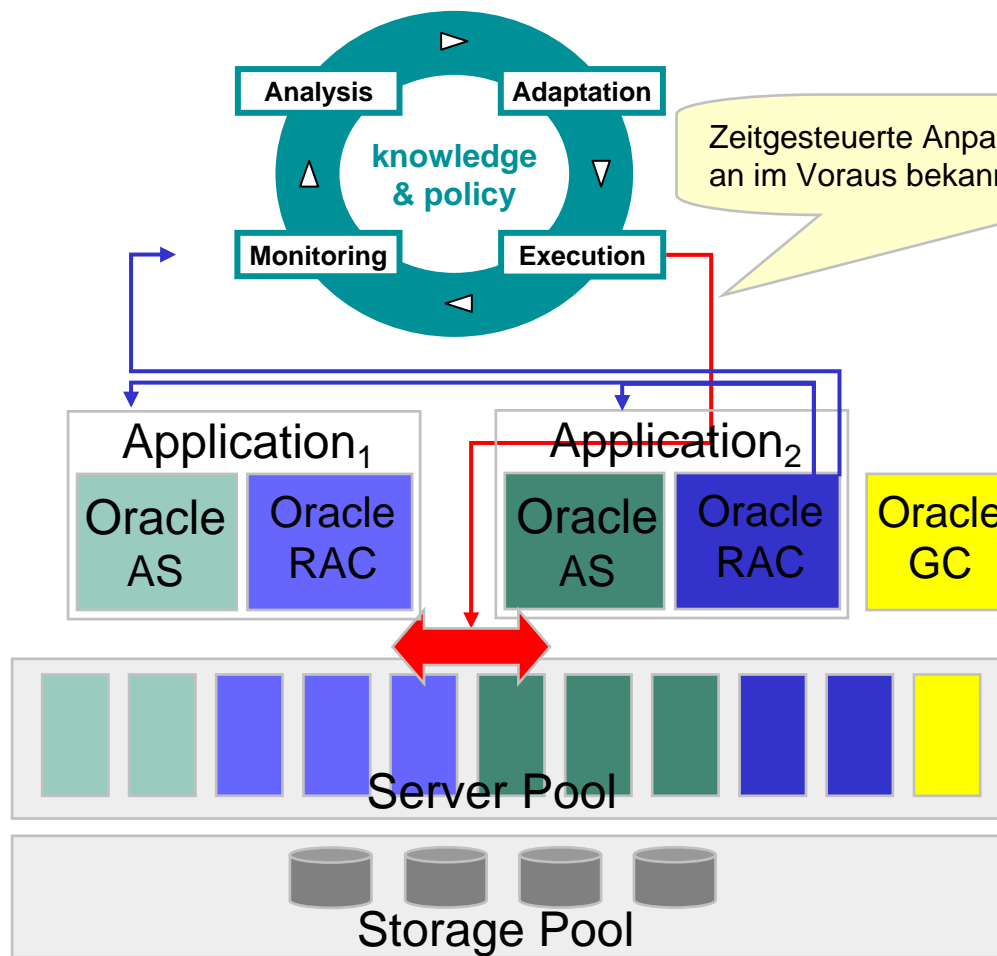 Analysis
Adaptation
knowledge
& policy
Zeitgesteuerte Anpa
an im Voraus bekann
Monitoring
Execution
Application1
Application2
Oracle
AS
Oracle
RAC
Oracle
AS
Oracle
RAC
Oracle
GC
Server Pool
Storage Pool